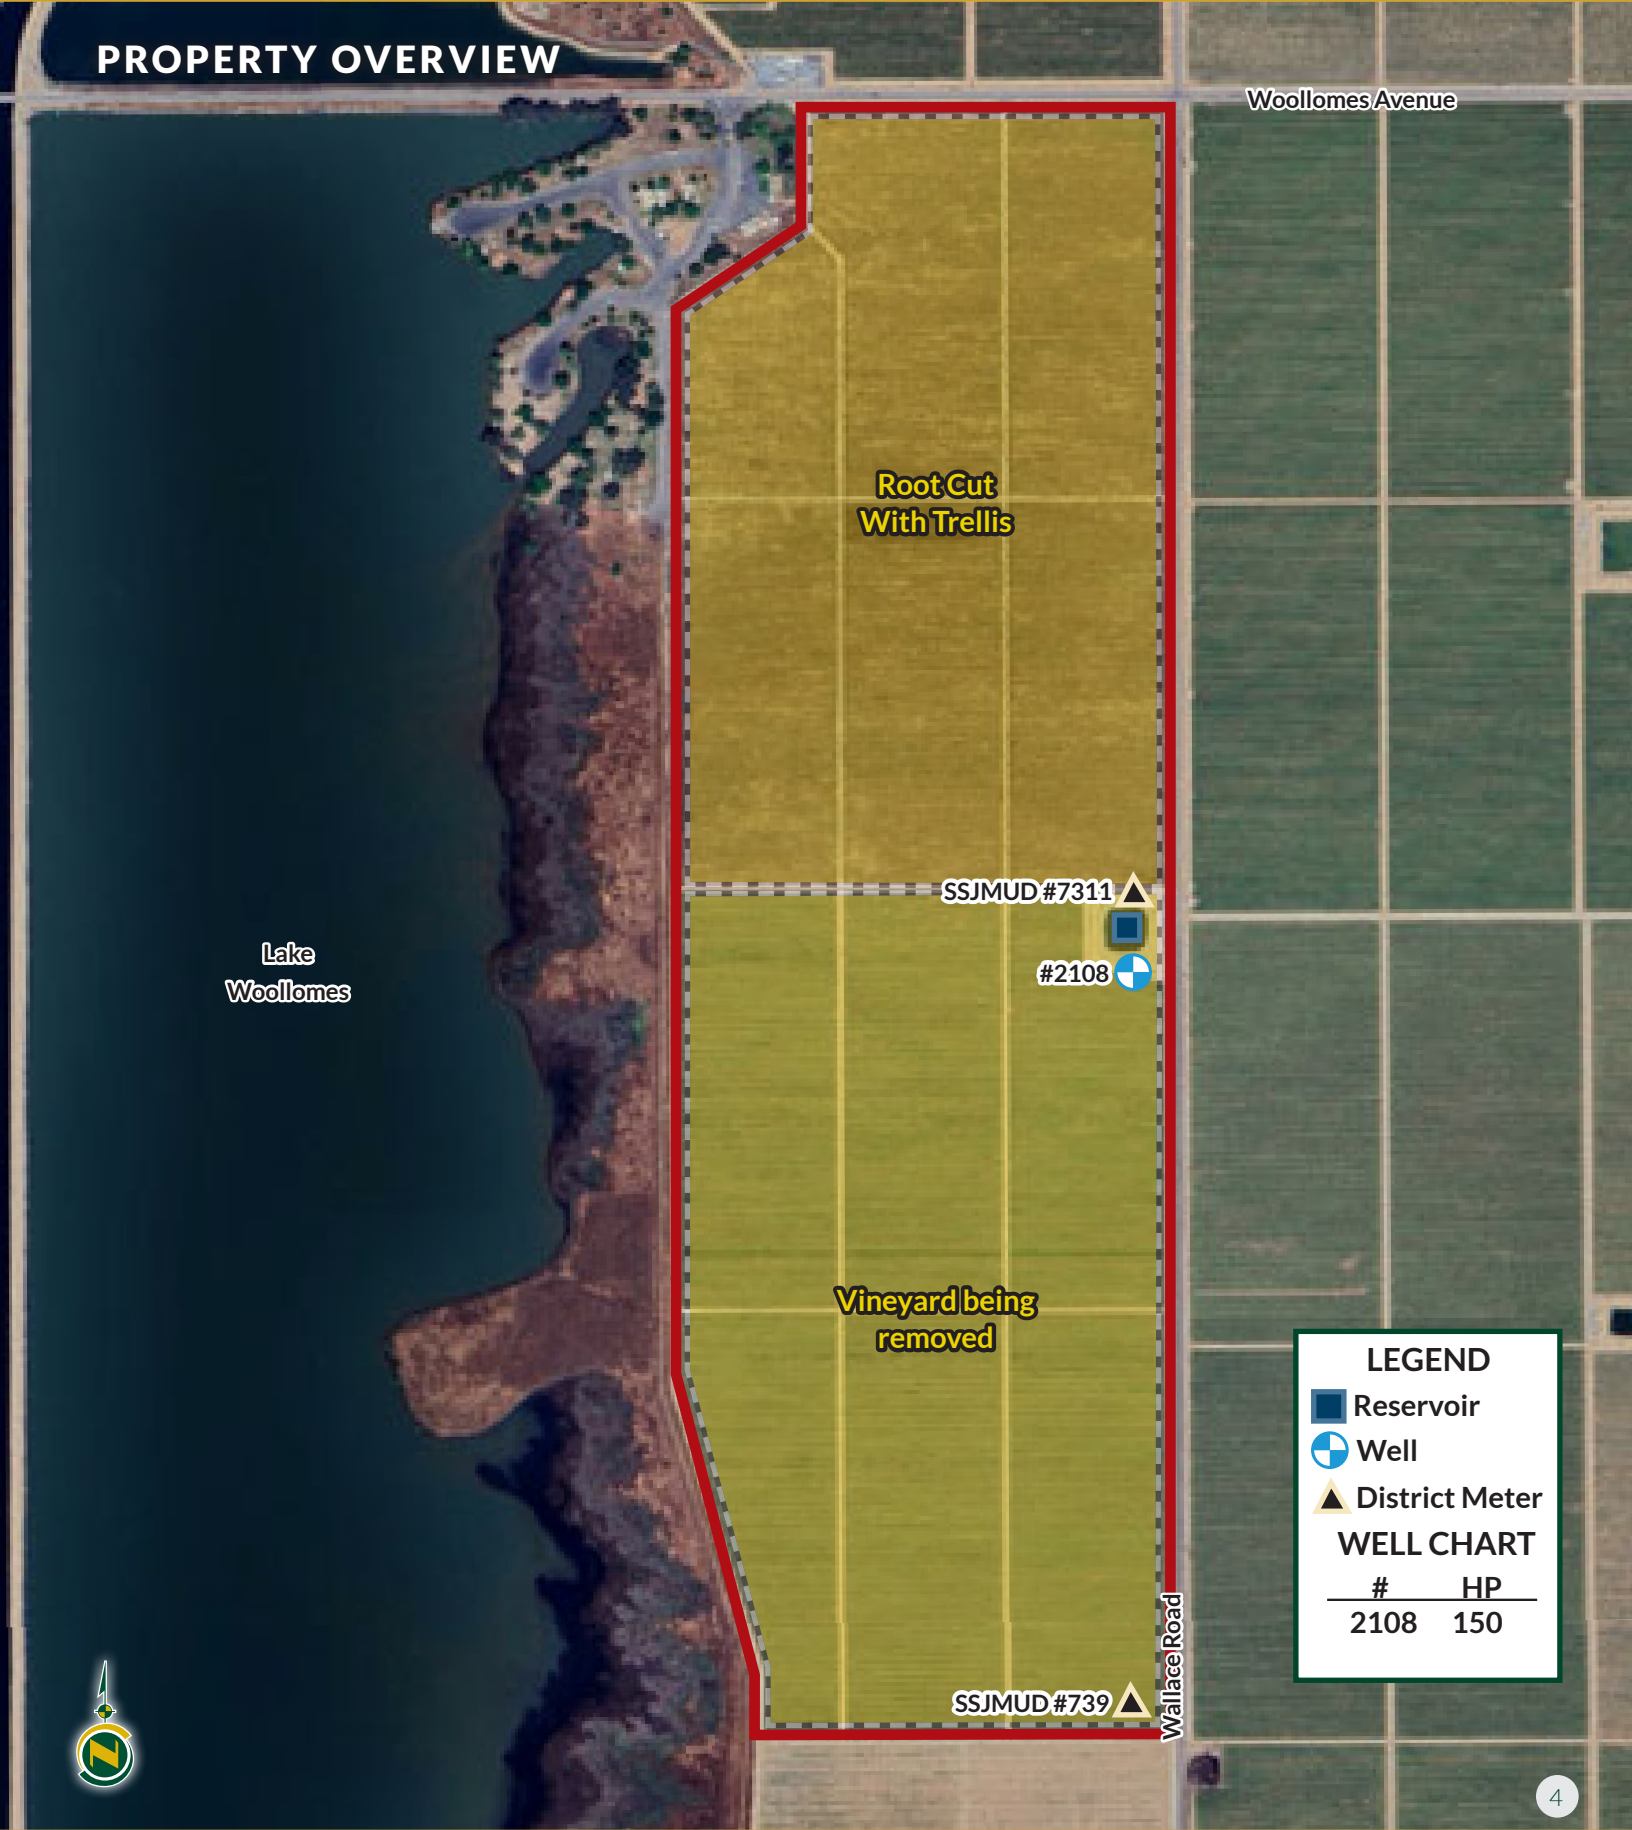 PROPERTY OVERVIEW
Woollomes Avenue
Root Cut
With Trellis
SSJMUD #7311
#2108
Lake
Woollomes
Vineyard being
removed
SSJMUD #739
Wallace Road
LEGEND
Reservoir
Well
District Meter
WELL CHART
# HP
2108 150
N
4